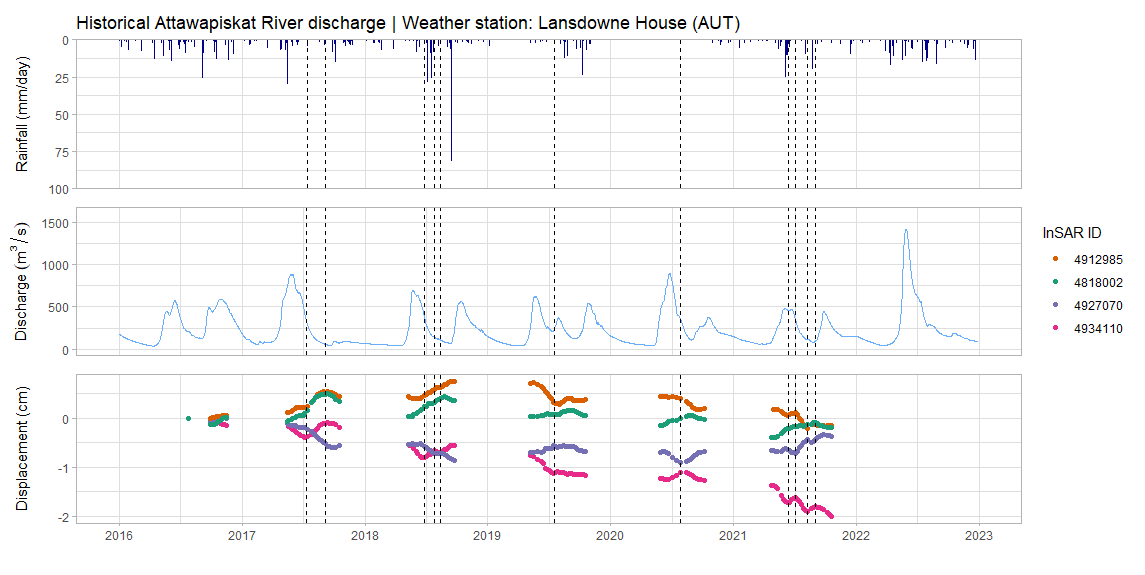 Historical Attawapiskat River discharge | Weather station: Lansdowne House (AUT)
Rainfall (mm/day)
0
25
50
75
100
Discharge (m³ / s)
1500
1000
500
0
Displacement (cm)
0
-1
-2
2016 2017 2018 2019 2020 2021 2022 2023
InSAR ID
4912985
4818002
4927070
4934110